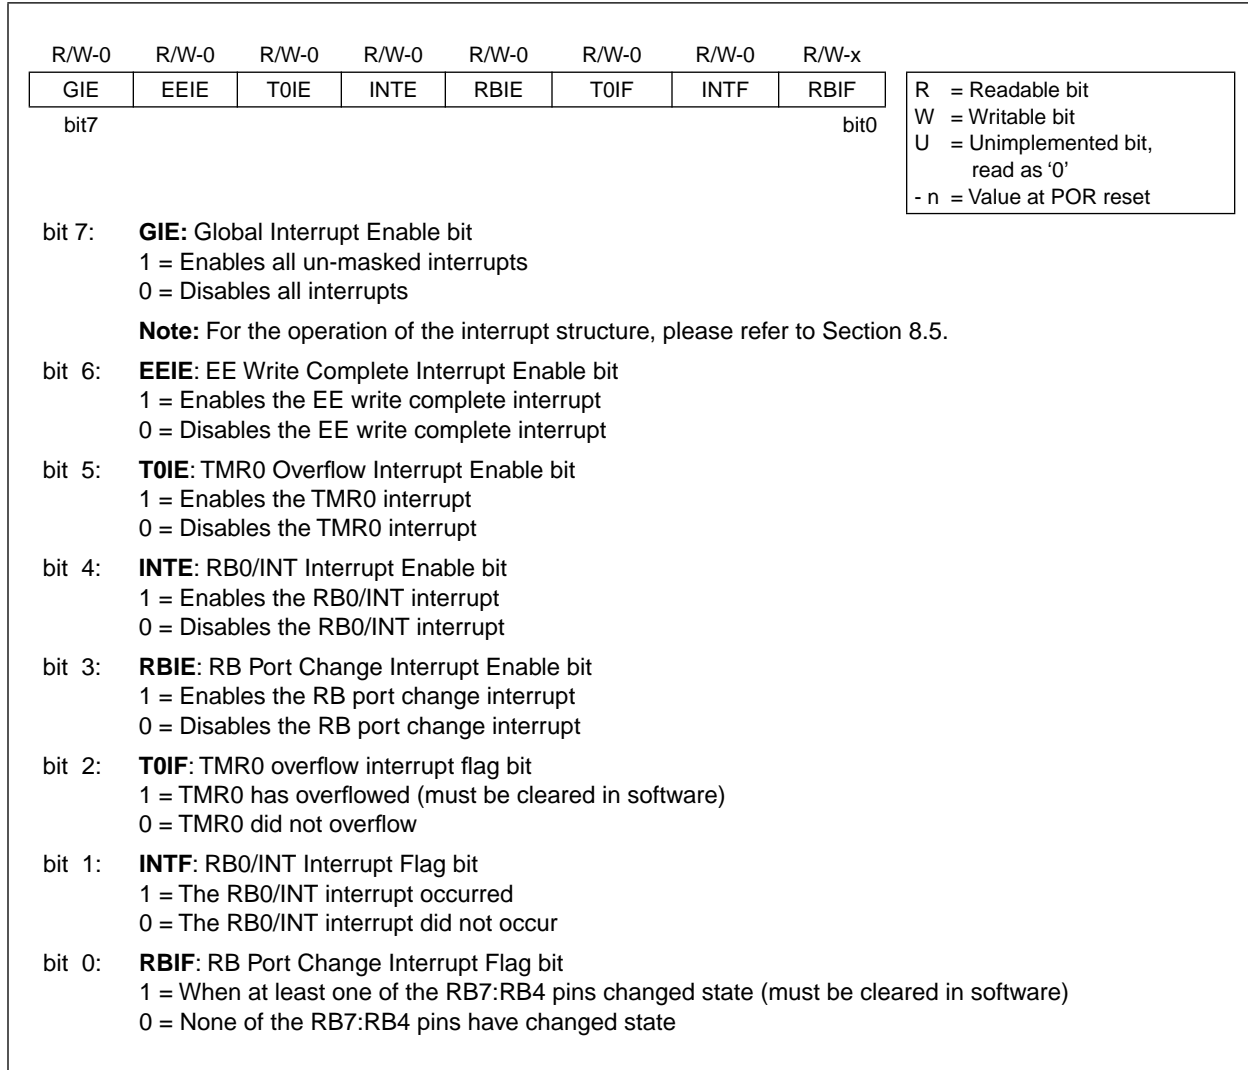 R/W-0 R/W-0 R/W-0 R/W-0 R/W-0 R/W-0 R/W-0 R/W-x
GIE EEIE T0IE INTE RBIE T0IF INTF RBIF
bit7 bit0
R = Readable bit
W = Writable bit
U = Unimplemented bit,
read as ‘0’
- n = Value at POR reset
bit 7: GIE: Global Interrupt Enable bit
1 = Enables all un-masked interrupts
0 = Disables all interrupts
Note: For the operation of the interrupt structure, please refer to Section 8.5.
bit 6: EEIE: EE Write Complete Interrupt Enable bit
1 = Enables the EE write complete interrupt
0 = Disables the EE write complete interrupt
bit 5: T0IE: TMR0 Overflow Interrupt Enable bit
1 = Enables the TMR0 interrupt
0 = Disables the TMR0 interrupt
bit 4: INTE: RB0/INT Interrupt Enable bit
1 = Enables the RB0/INT interrupt
0 = Disables the RB0/INT interrupt
bit 3: RBIE: RB Port Change Interrupt Enable bit
1 = Enables the RB port change interrupt
0 = Disables the RB port change interrupt
bit 2: T0IF: TMR0 overflow interrupt flag bit
1 = TMR0 has overflowed (must be cleared in software)
0 = TMR0 did not overflow
bit 1: INTF: RB0/INT Interrupt Flag bit
1 = The RB0/INT interrupt occurred
0 = The RB0/INT interrupt did not occur
bit 0: RBIF: RB Port Change Interrupt Flag bit
1 = When at least one of the RB7:RB4 pins changed state (must be cleared in software)
0 = None of the RB7:RB4 pins have changed state